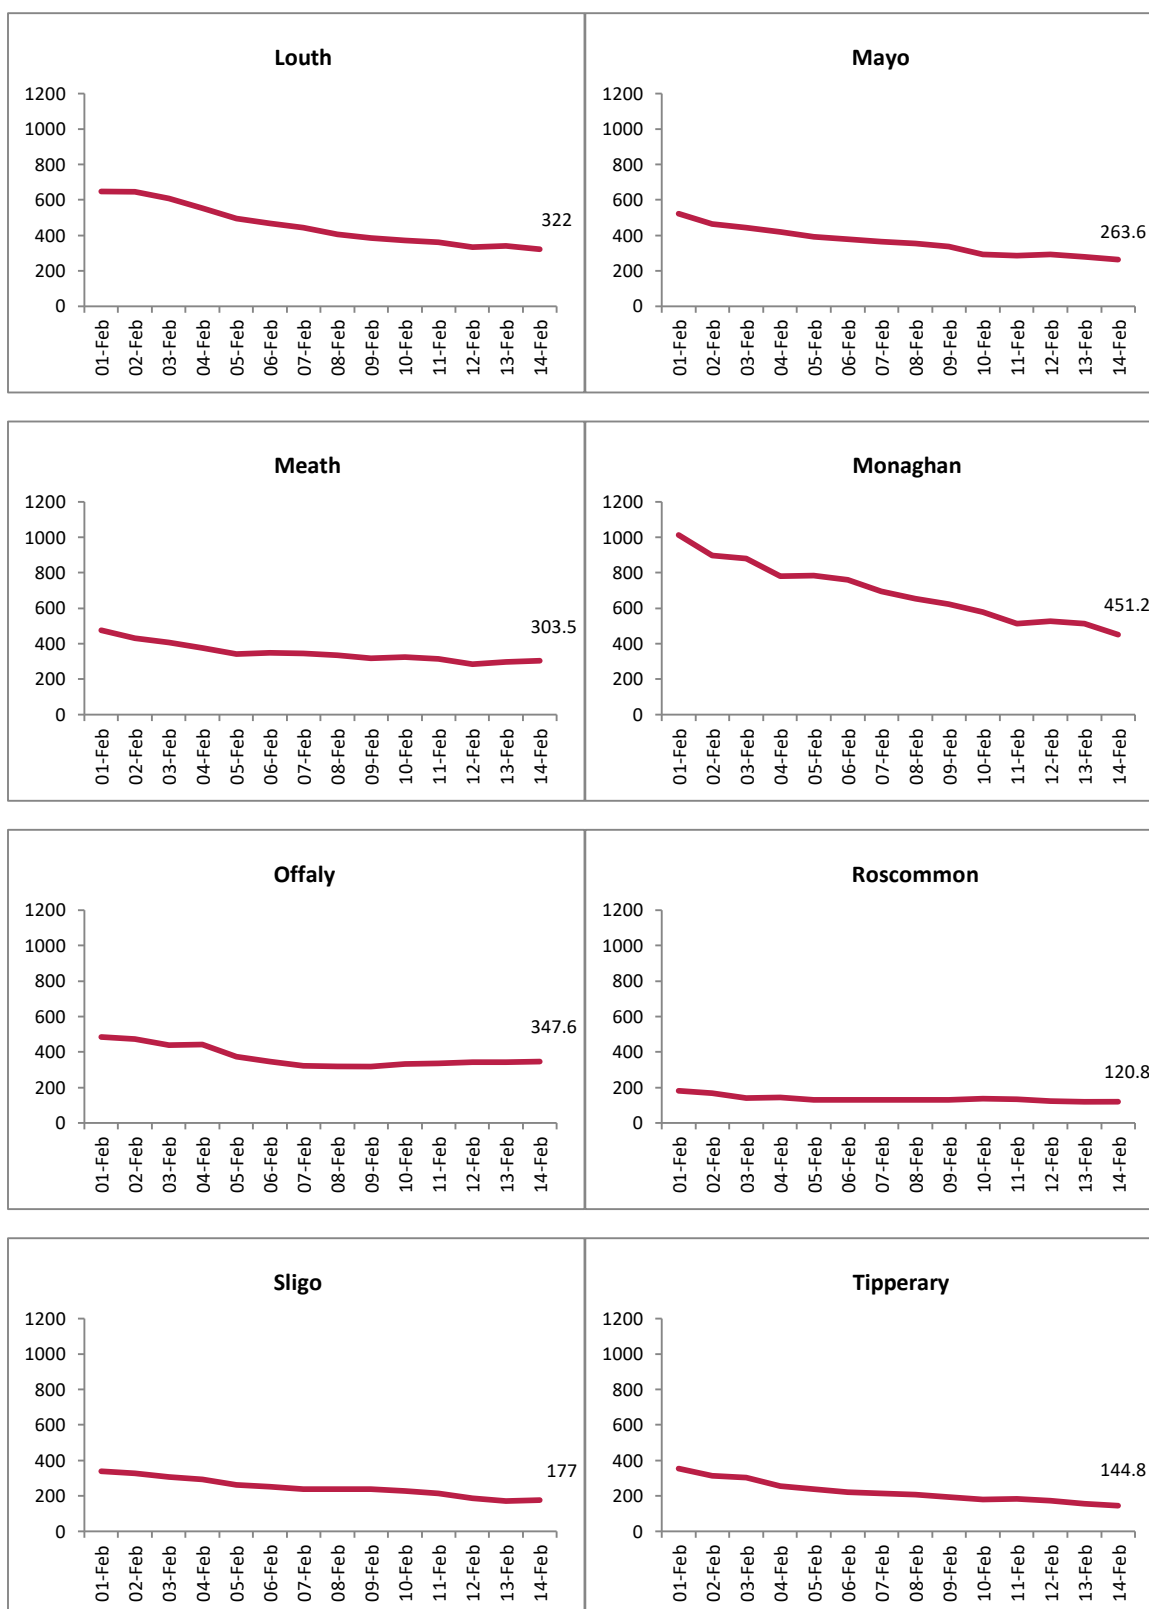 Louth
1200
1000
800
600
400
200
0
322
01-Feb
02-Feb
03-Feb
04-Feb
05-Feb
06-Feb
07-Feb
08-Feb
09-Feb
10-Feb
11-Feb
12-Feb
13-Feb
14-Feb
Mayo
1200
1000
800
600
400
200
0
263.6
01-Feb
02-Feb
03-Feb
04-Feb
05-Feb
06-Feb
07-Feb
08-Feb
09-Feb
10-Feb
11-Feb
12-Feb
13-Feb
14-Feb
Meath
1200
1000
800
600
400
200
0
303.5
01-Feb
02-Feb
03-Feb
04-Feb
05-Feb
06-Feb
07-Feb
08-Feb
09-Feb
10-Feb
11-Feb
12-Feb
13-Feb
14-Feb
Monaghan
1200
1000
800
600
400
200
0
451.2
01-Feb
02-Feb
03-Feb
04-Feb
05-Feb
06-Feb
07-Feb
08-Feb
09-Feb
10-Feb
11-Feb
12-Feb
13-Feb
14-Feb
Offaly
1200
1000
800
600
400
200
0
347.6
01-Feb
02-Feb
03-Feb
04-Feb
05-Feb
06-Feb
07-Feb
08-Feb
09-Feb
10-Feb
11-Feb
12-Feb
13-Feb
14-Feb
Roscommon
1200
1000
800
600
400
200
0
120.8
01-Feb
02-Feb
03-Feb
04-Feb
05-Feb
06-Feb
07-Feb
08-Feb
09-Feb
10-Feb
11-Feb
12-Feb
13-Feb
14-Feb
Sligo
1200
1000
800
600
400
200
0
177
01-Feb
02-Feb
03-Feb
04-Feb
05-Feb
06-Feb
07-Feb
08-Feb
09-Feb
10-Feb
11-Feb
12-Feb
13-Feb
14-Feb
Tipperary
1200
1000
800
600
400
200
0
144.8
01-Feb
02-Feb
03-Feb
04-Feb
05-Feb
06-Feb
07-Feb
08-Feb
09-Feb
10-Feb
11-Feb
12-Feb
13-Feb
14-Feb